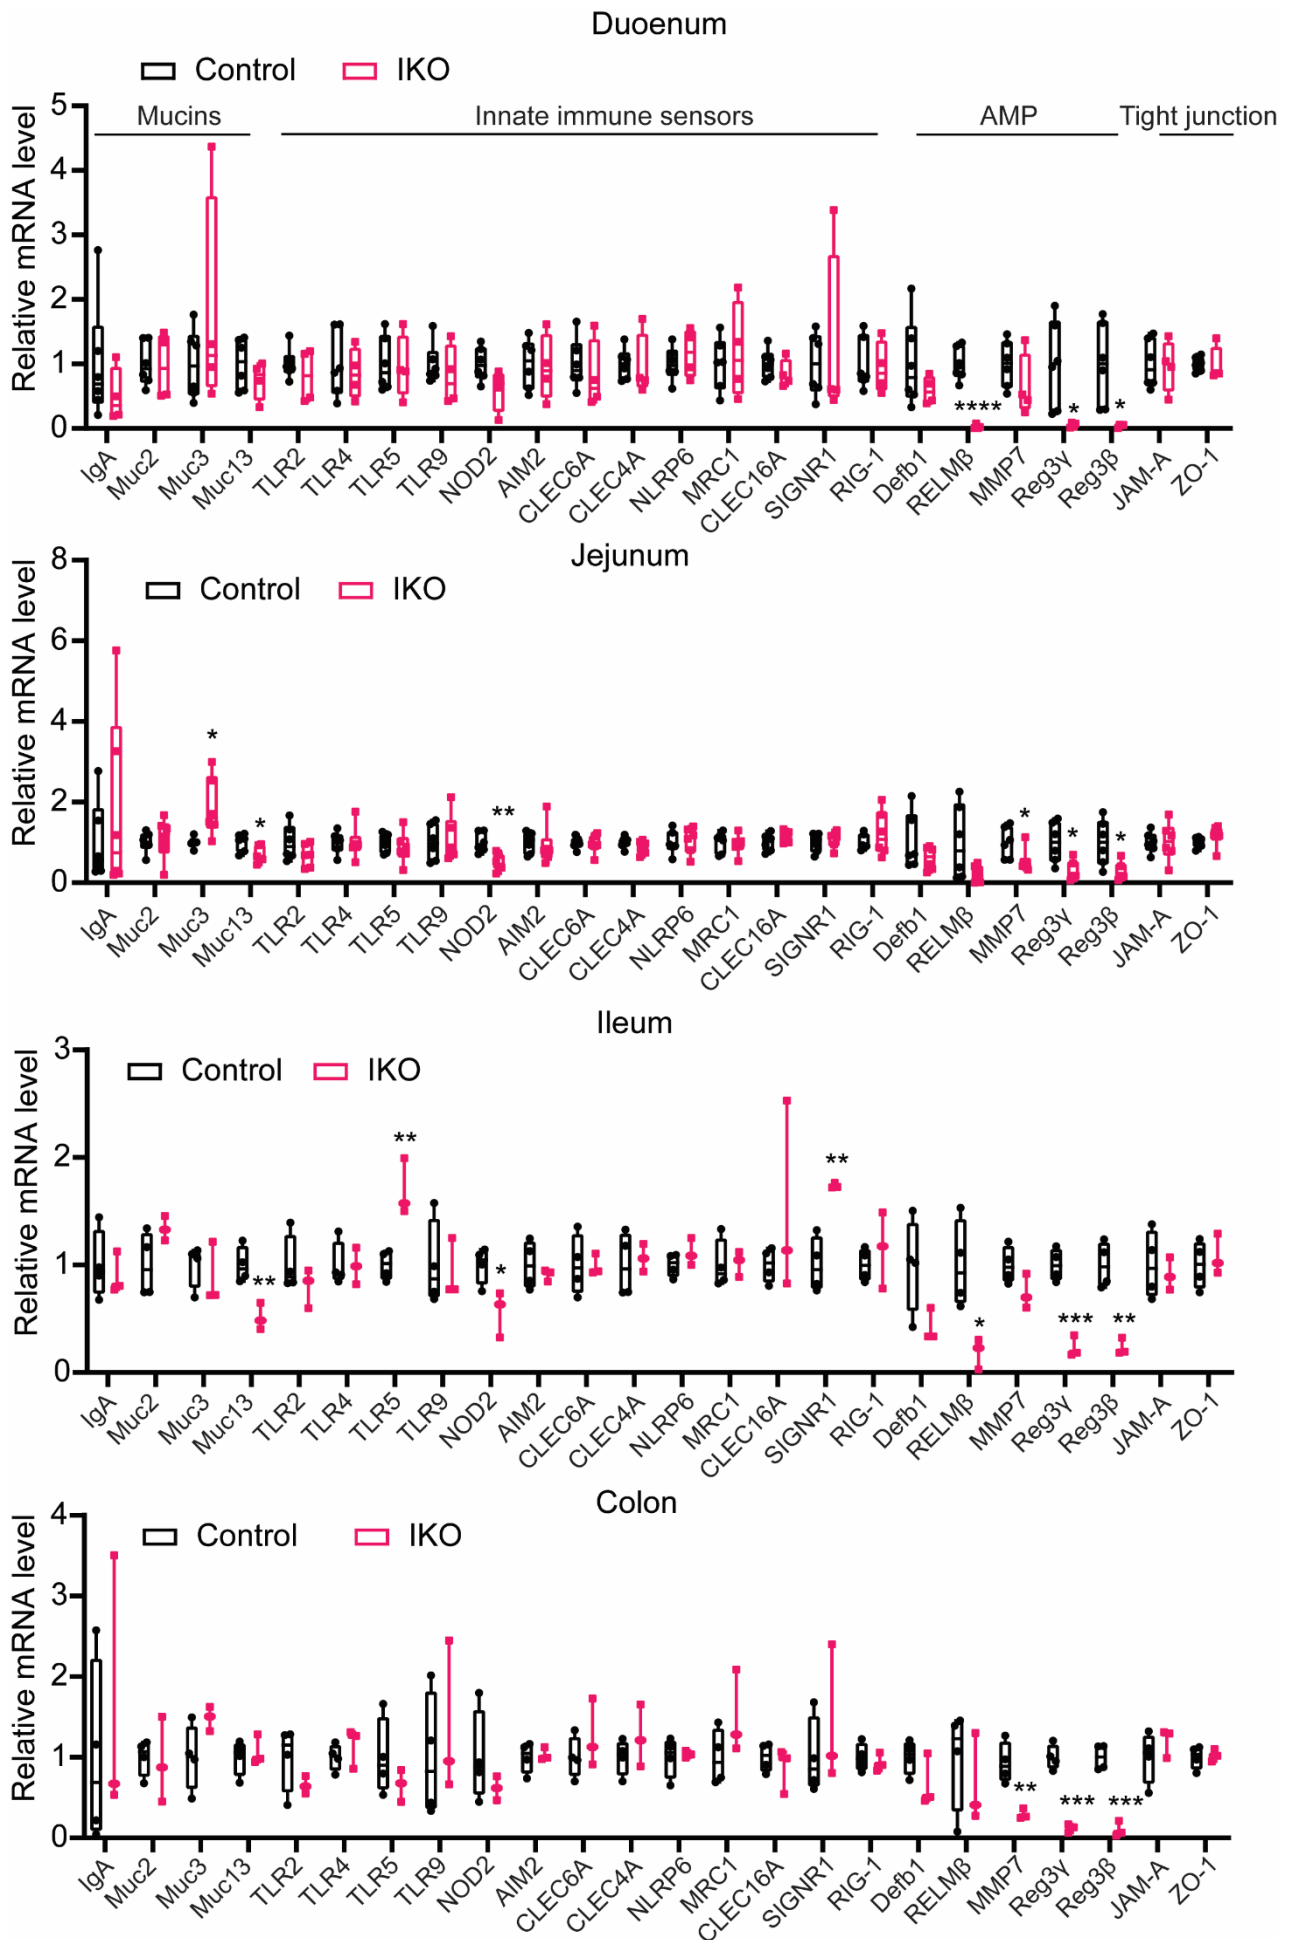 Duoenum
Control IKO
Mucins Innate immune sensors AMP Tight junction
Relative mRNA level
5
4
3
2
1
0
**** * *
IgA Muc2 Muc3 Muc13 TLR2 TLR4 TLR5 TLR9 NOD2 AIM2 CLEC6A CLEC4A NLRP6 MRC1 CLEC16A SIGNR1 RIG-1 Defb1 RELMβ MMP7 Reg3γ Reg3β JAM-A ZO-1
Jejunum
Control IKO
Relative mRNA level
8
6
4
2
0
* * ** * * *
IgA Muc2 Muc3 Muc13 TLR2 TLR4 TLR5 TLR9 NOD2 AIM2 CLEC6A CLEC4A NLRP6 MRC1 CLEC16A SIGNR1 RIG-1 Defb1 RELMβ MMP7 Reg3γ Reg3β JAM-A ZO-1
Ileum
Control IKO
Relative mRNA level
3
2
1
0
** ** * ** * *** **
IgA Muc2 Muc3 Muc13 TLR2 TLR4 TLR5 TLR9 NOD2 AIM2 CLEC6A CLEC4A NLRP6 MRC1 CLEC16A SIGNR1 RIG-1 Defb1 RELMβ MMP7 Reg3γ Reg3β JAM-A ZO-1
Colon
Control IKO
Relative mRNA level
4
3
2
1
0
** *** ***
IgA Muc2 Muc3 Muc13 TLR2 TLR4 TLR5 TLR9 NOD2 AIM2 CLEC6A CLEC4A NLRP6 MRC1 CLEC16A SIGNR1 RIG-1 Defb1 RELMβ MMP7 Reg3γ Reg3β JAM-A ZO-1